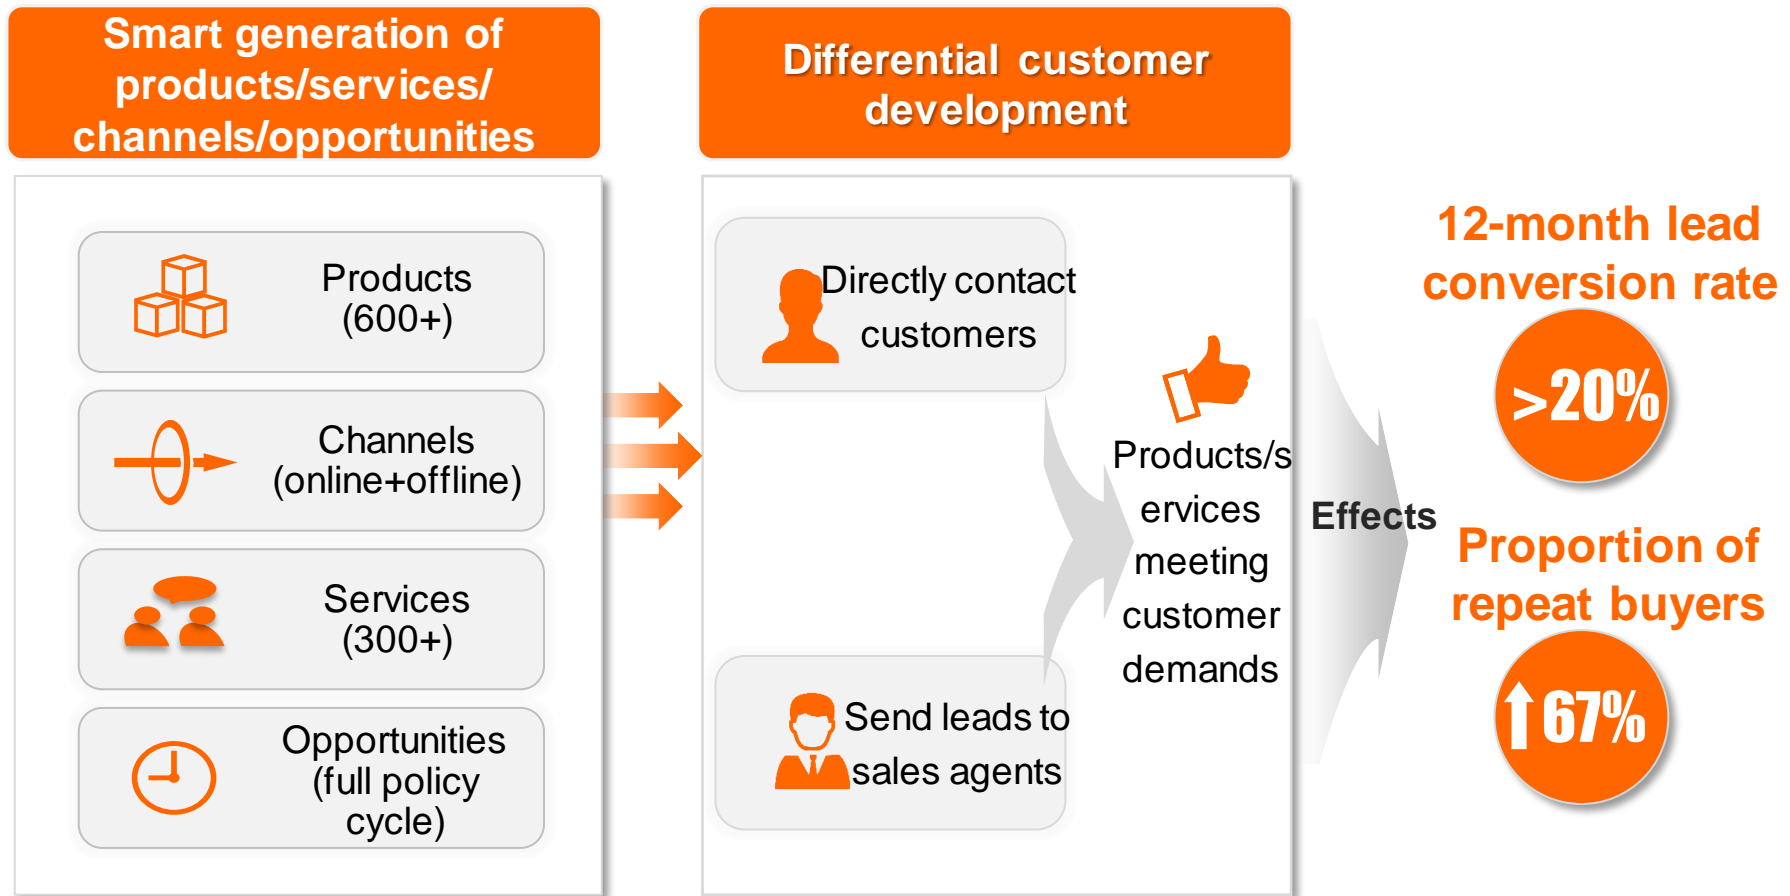 Smart generation of
products/services/
channels/opportunities
Products
(600+)
Channels
(online+offline)
Services
(300+)
Opportunities
(full policy
cycle)
Differential customer
development
Directly contact
customers
Send leads to
sales agents
Products/s
ervices
meeting
customer
demands
Effects
12-month lead
conversion rate
>20%
Proportion of
repeat buyers
67%